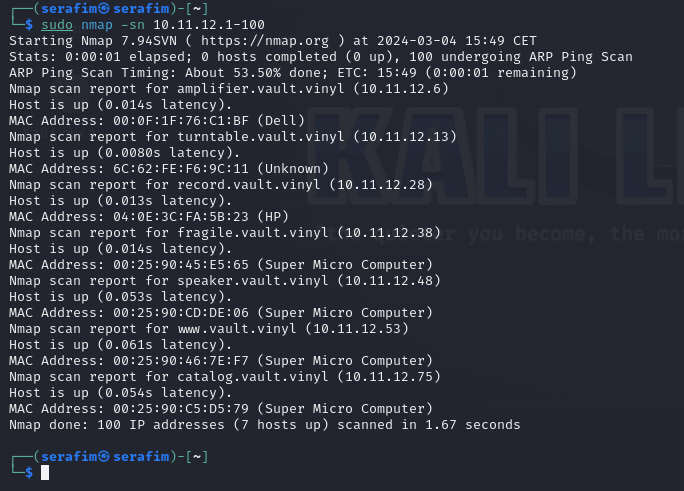 ┌──(serafim㉿serafim)-[~]
└─$ sudo nmap -sn 10.11.12.1-100
Starting Nmap 7.94SVN ( https://nmap.org ) at 2024-03-04 15:49 CET
Stats: 0:00:01 elapsed; 0 hosts completed (0 up), 100 undergoing ARP Ping Scan
ARP Ping Scan Timing: About 53.50% done; ETC: 15:49 (0:00:01 remaining)
Nmap scan report for amplifier.vault.vinyl (10.11.12.6)
Host is up (0.014s latency).
MAC Address: 00:0F:1F:76:C1:BF (Dell)
Nmap scan report for turntable.vault.vinyl (10.11.12.13)
Host is up (0.0080s latency).
MAC Address: 6C:62:FE:F6:9C:11 (Unknown)
Nmap scan report for record.vault.vinyl (10.11.12.28)
Host is up (0.013s latency).
MAC Address: 04:0E:3C:FA:5B:23 (HP)
Nmap scan report for fragile.vault.vinyl (10.11.12.38)
Host is up (0.014s latency).
MAC Address: 00:25:90:45:E5:65 (Super Micro Computer)
Nmap scan report for speaker.vault.vinyl (10.11.12.48)
Host is up (0.053s latency).
MAC Address: 00:25:90:CD:DE:06 (Super Micro Computer)
Nmap scan report for www.vault.vinyl (10.11.12.53)
Host is up (0.061s latency).
MAC Address: 00:25:90:46:7E:F7 (Super Micro Computer)
Nmap scan report for catalog.vault.vinyl (10.11.12.75)
Host is up (0.054s latency).
MAC Address: 00:25:90:C5:D5:79 (Super Micro Computer)
Nmap done: 100 IP addresses (7 hosts up) scanned in 1.67 seconds
┌──(serafim㉿serafim)-[~]
└─$
KALI
you become, the